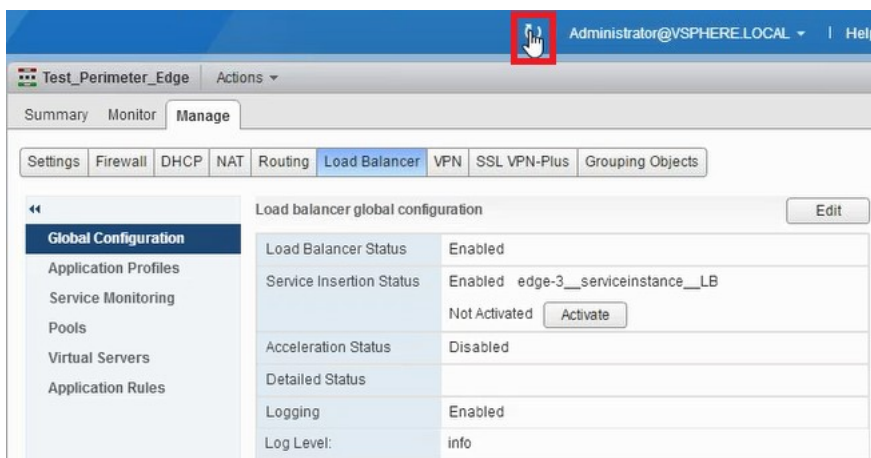 Administrator@VSPHERE.LOCAL
Test_Perimeter_Edge Actions
Summary Monitor Manage
Settings Firewall DHCP NAT Routing Load Balancer VPN SSL VPN-Plus Grouping Objects
Load balancer global configuration Edit
Global Configuration
Application Profiles
Service Monitoring
Pools
Virtual Servers
Application Rules
Load Balancer Status Enabled
Service Insertion Status Enabled edge-3__serviceinstance__LB
Not Activated Activate
Acceleration Status Disabled
Detailed Status
Logging Enabled
Log Level: info